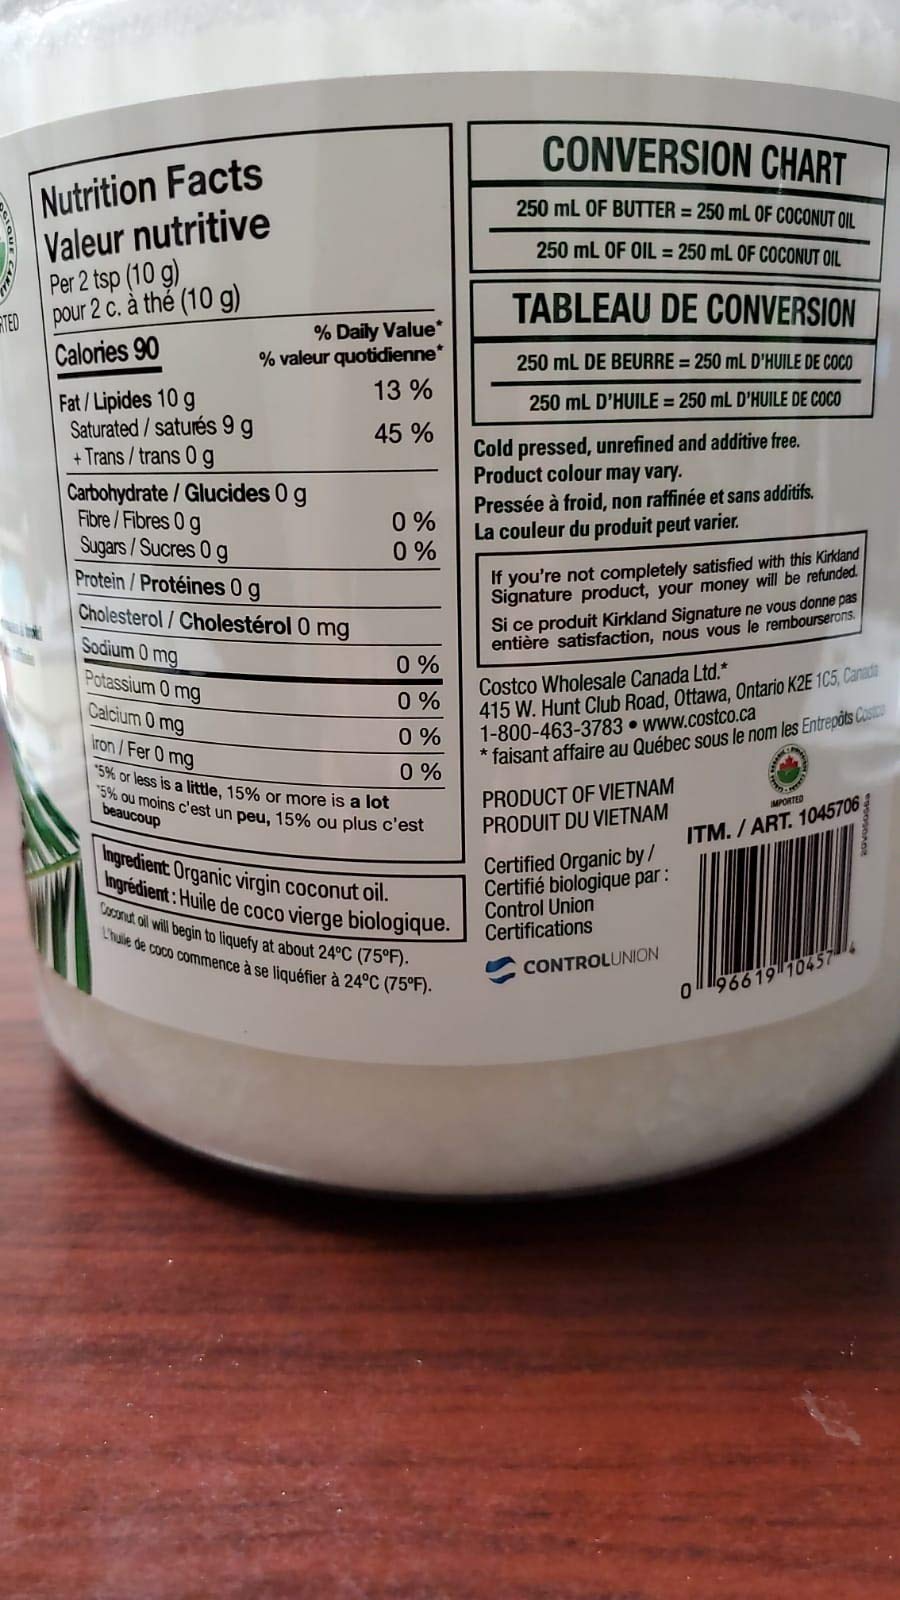 Nutrition Facts
Valeur nutritive
Per 2 tsp (10 g)
pour 2 c. à thé (10 g)
Calories 90
% Daily Value*
% valeur quotidienne*
Fat / Lipides 10 g 13 %
Saturated / saturés 9 g 45 %
+ Trans / trans 0 g
Carbohydrate / Glucides 0 g
Fibre / Fibres 0 g 0 %
Sugars / Sucres 0 g 0 %
Protein / Protéines 0 g
Cholesterol / Cholestérol 0 mg
Sodium 0 mg 0 %
Potassium 0 mg 0 %
Calcium 0 mg 0 %
Iron / Fer 0 mg 0 %
*5% or less is a little, 15% or more is a lot
*5% ou moins c'est un peu, 15% ou plus c'est
beaucoup
Ingredient: Organic virgin coconut oil.
Ingrédient : Huile de coco vierge biologique.
Coconut oil will begin to liquefy at about 24ºC (75ºF).
L'huile de coco commence à se liquéfier à 24ºC (75ºF).
CONVERSION CHART
250 mL OF BUTTER = 250 mL OF COCONUT OIL
250 mL OF OIL = 250 mL OF COCONUT OIL
TABLEAU DE CONVERSION
250 mL DE BEURRE = 250 mL D'HUILE DE COCO
250 mL D'HUILE = 250 mL D'HUILE DE COCO
Cold pressed, unrefined and additive free.
Product colour may vary.
Pressée à froid, non raffinée et sans additifs.
La couleur du produit peut varier.
If you're not completely satisfied with this Kirkland
Signature product, your money will be refunded.
Si ce produit Kirkland Signature ne vous donne pas
entière satisfaction, nous vous le rembourserons.
Costco Wholesale Canada Ltd.*
415 W. Hunt Club Road, Ottawa, Ontario K2E 1C5, Canada
1-800-463-3783 • www.costco.ca
* faisant affaire au Québec sous le nom les Entrepôts Costco
PRODUCT OF VIETNAM
PRODUIT DU VIETNAM
IMPORTED
ITM. / ART. 1045706
Certified Organic by /
Certifié biologique par :
Control Union
Certifications
CONTROLUNION
0 96619 10457 4